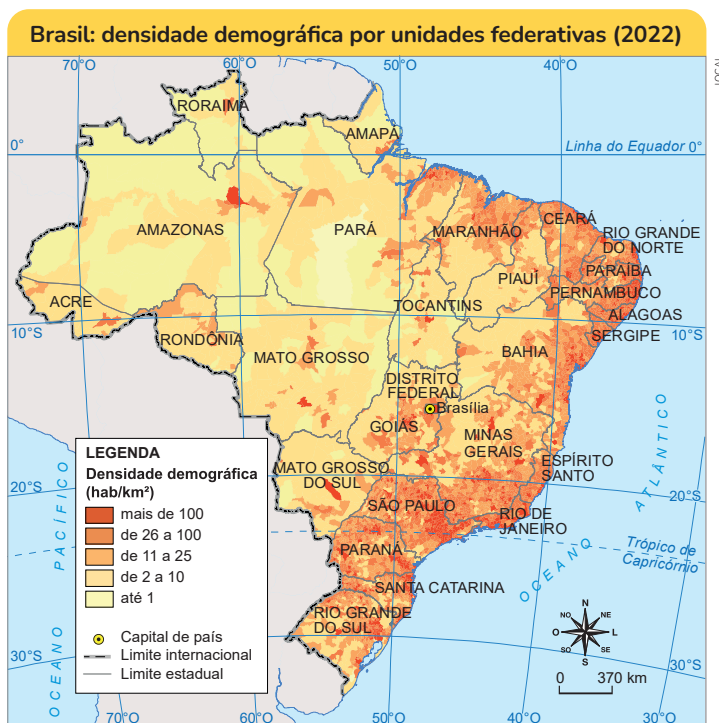 Brasil: densidade demográfica por unidades federativas (2022)
70°O
50°O
40°O
RORAIMA
AMAPÁ
0°
Linha do Equador 0°
AMAZONAS
PARÁ
MARANHÃO
CEARÁ
RIO GRANDE
DO NORTE
PARAÍBA
PIAUÍ
PERNAMBUCO
ACRE
TOCANTINS
ALAGOAS
10°S
10°S
SERGIPE
RONDÔNIA
MATO GROSSO
BAHIA
DISTRITO
FEDERAL
Brasília
GOIÁS
MINAS
GERAIS
ESPÍRITO
SANTO
MATO GROSSO
DO SUL
20°S
20°S
SÃO PAULO
RIO DE
JANEIRO
PARANÁ
Trópico de
Capricórnio
SANTA CATARINA
RIO GRANDE
DO SUL
OCEANO PACÍFICO
OCEANO ATLÂNTICO
LEGENDA
Densidade demográfica
(hab/km²)
mais de 100
de 26 a 100
de 11 a 25
de 2 a 10
até 1
Capital de país
Limite internacional
Limite estadual
N
NO
NE
O
L
SO
SE
S
0
370 km
30°S
30°S
70°O
60°O
50°O
40°O